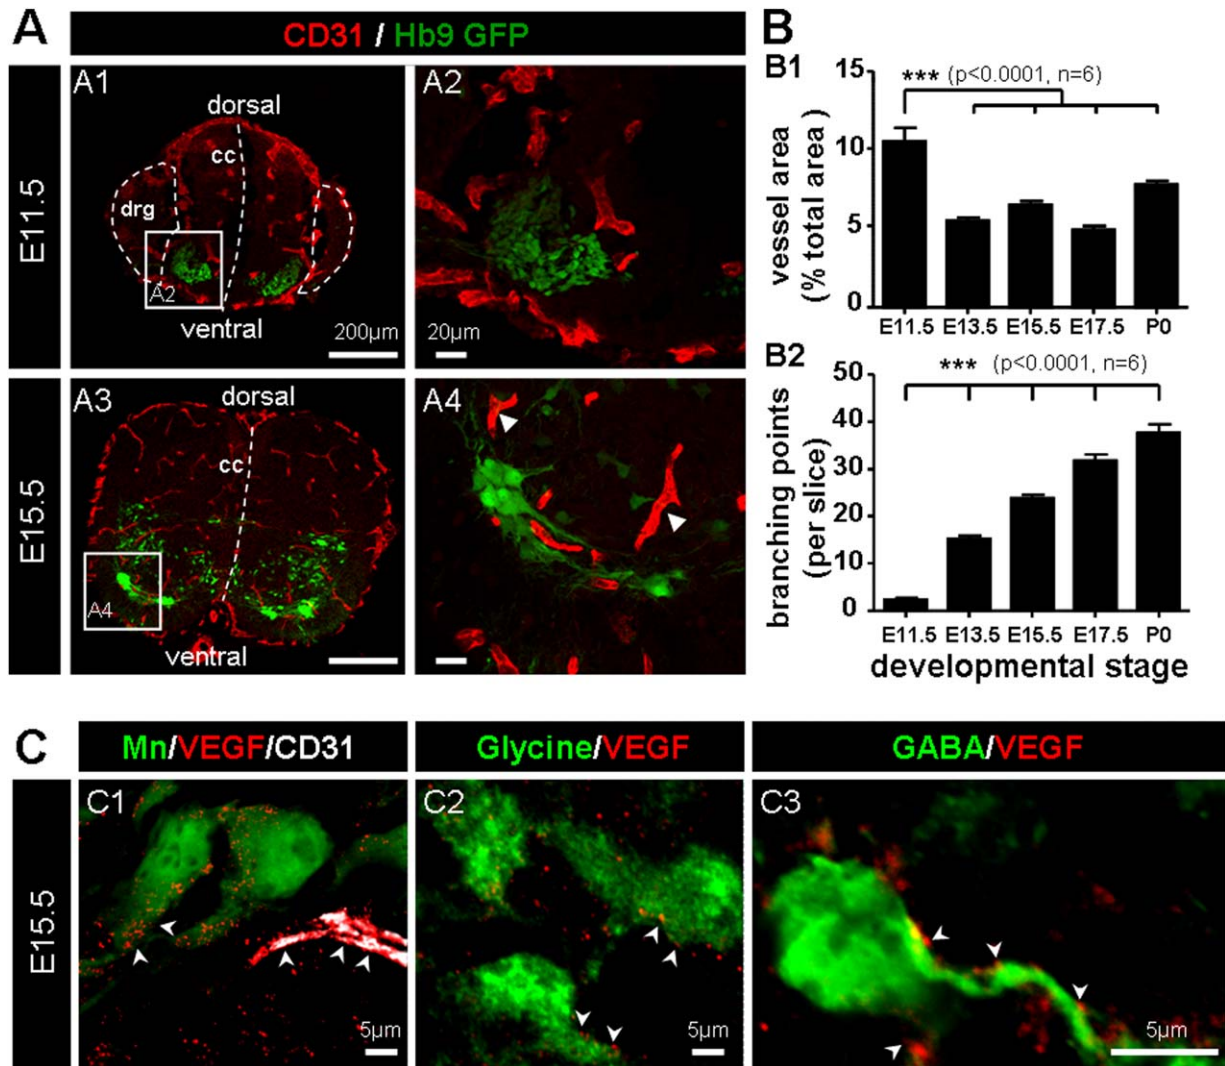 A
CD31 / Hb9 GFP
E11.5
A1
dorsal
cc
drg
A2
ventral
200µm
A2
20µm
E15.5
A3
dorsal
cc
A4
ventral
A4
B
B1
vessel area
(% total area)
15
10
5
0
*** (p<0.0001, n=6)
E11.5 E13.5 E15.5 E17.5 P0
B2
branching points
(per slice)
50
40
30
20
10
0
*** (p<0.0001, n=6)
E11.5 E13.5 E15.5 E17.5 P0
developmental stage
C
E15.5
Mn/VEGF/CD31
C1
5µm
Glycine/VEGF
C2
5µm
GABA/VEGF
C3
5µm